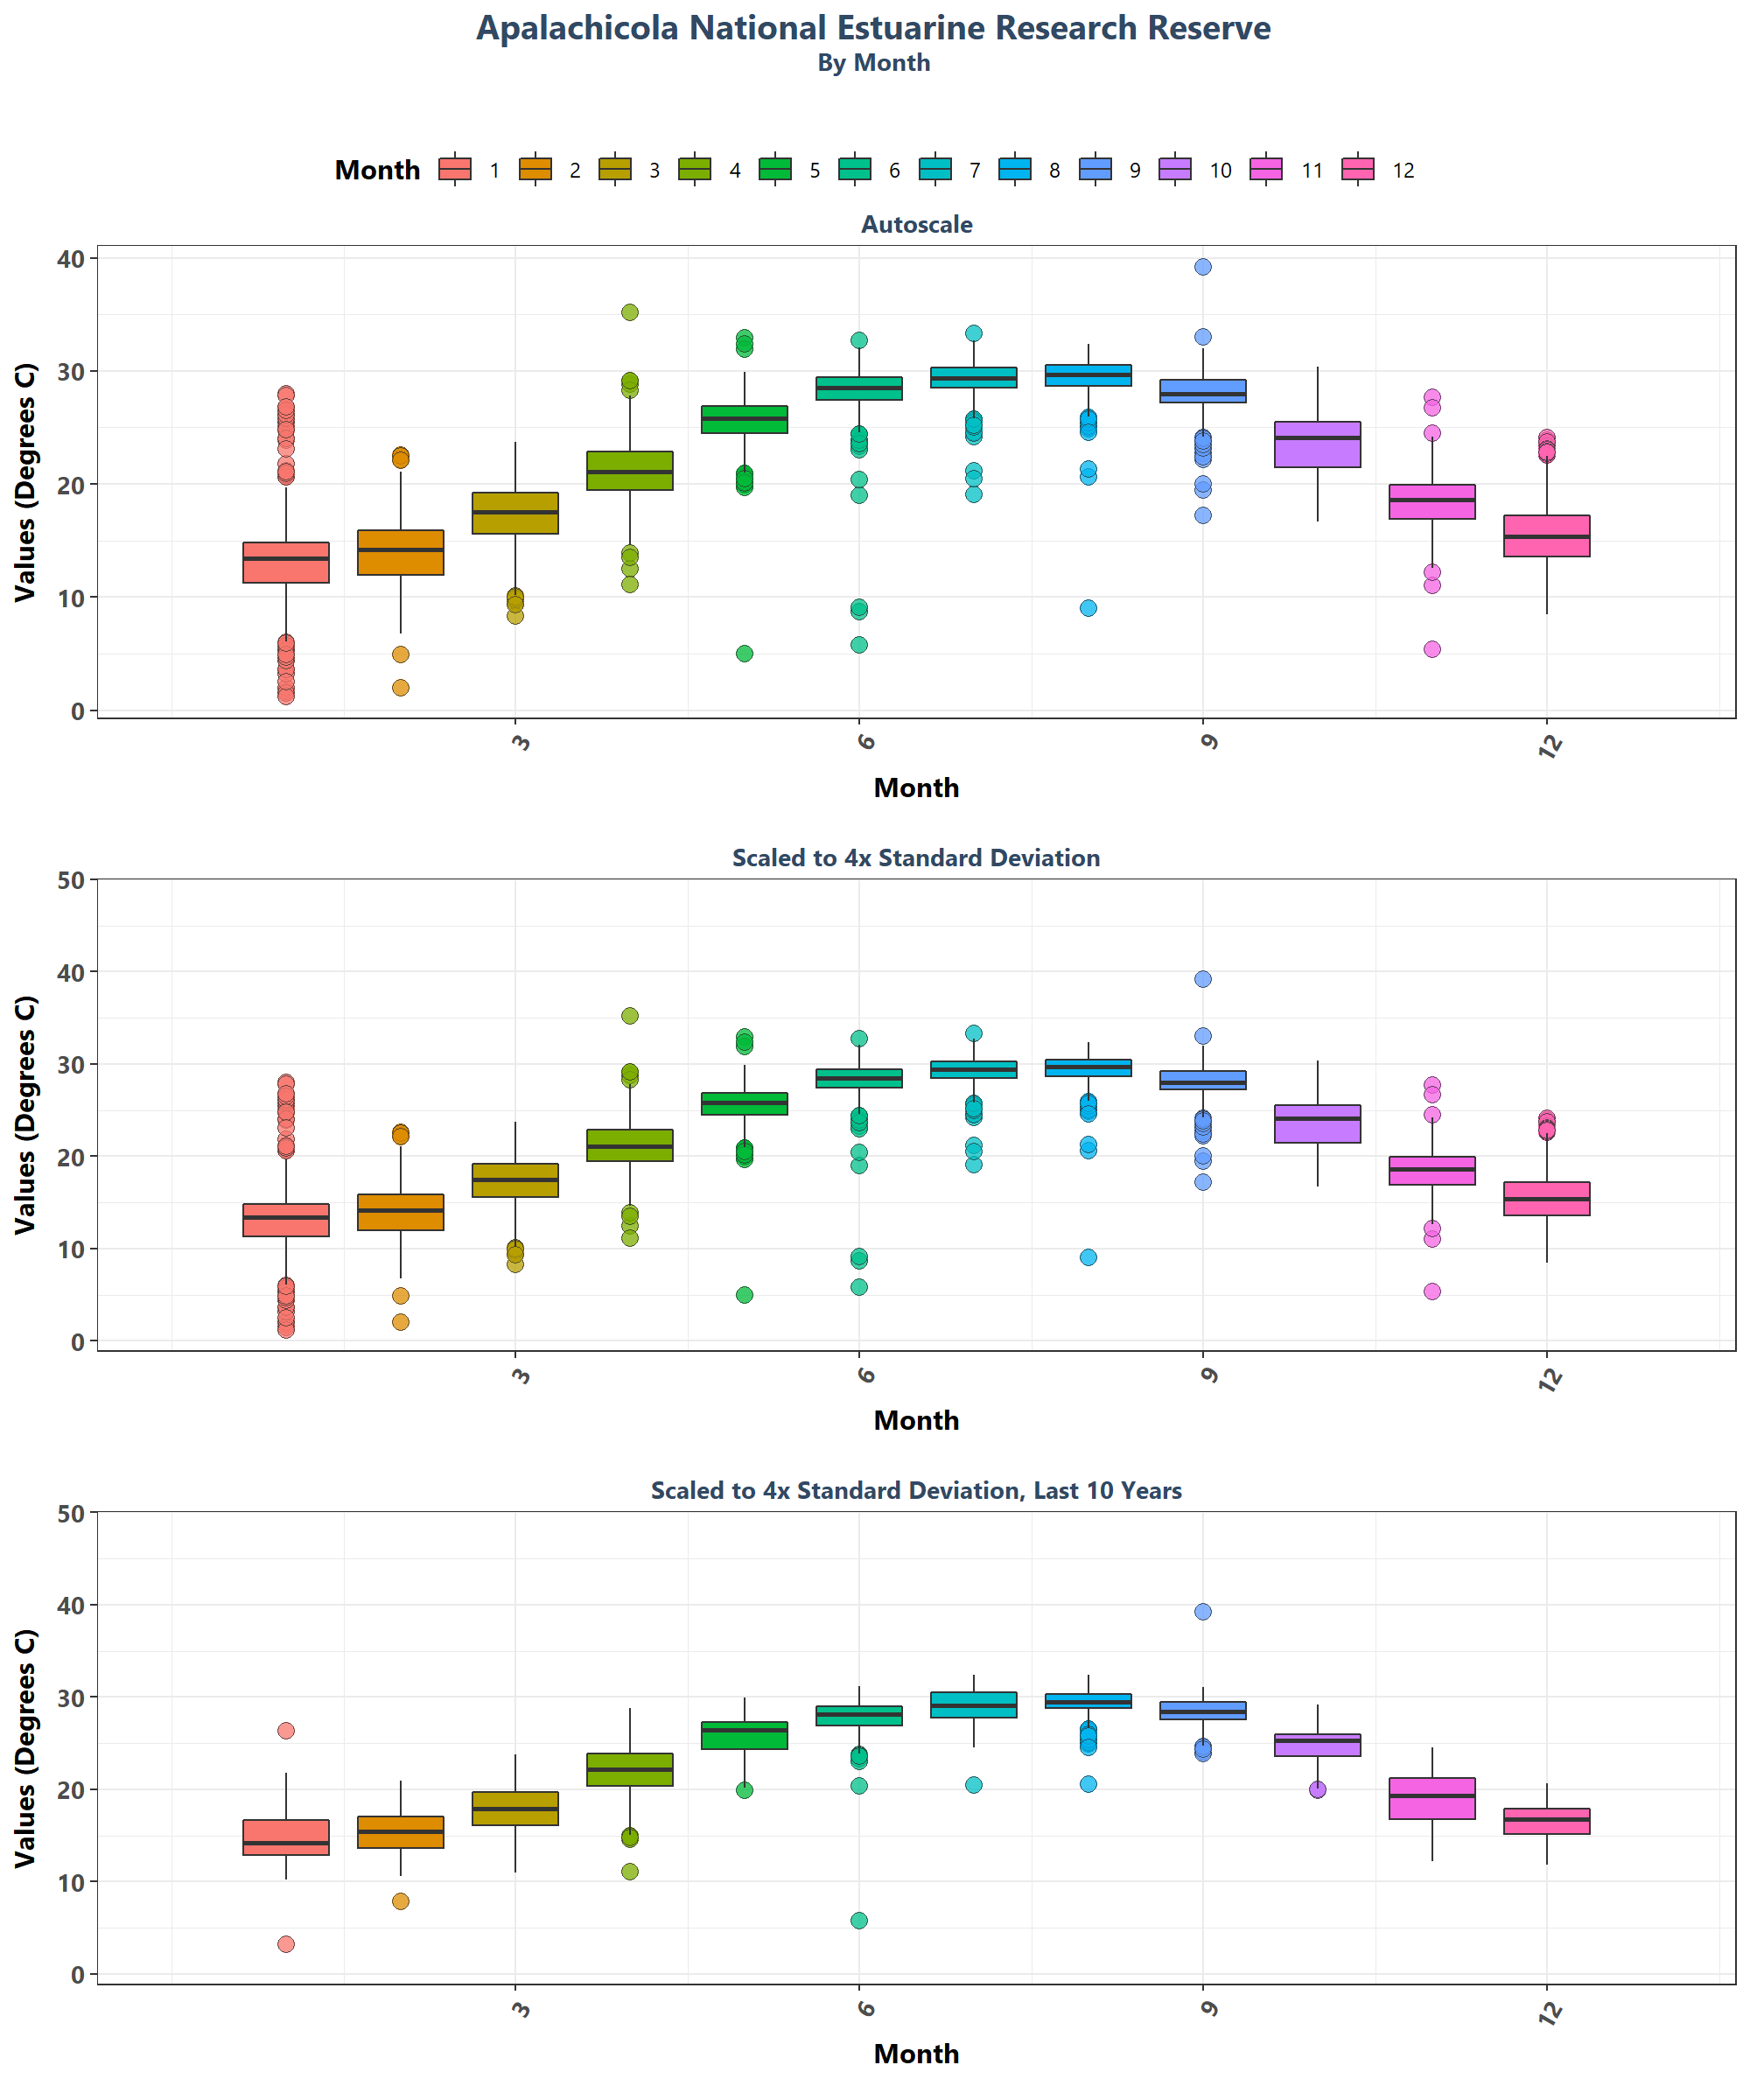 Apalachicola National Estuarine Research Reserve
By Month
Month 1 2 3 4 5 6 7 8 9 10 11 12
Autoscale
Values (Degrees C)
40
30
20
10
0
3 6 9 12
Month
Scaled to 4x Standard Deviation
Values (Degrees C)
50
40
30
20
10
0
3 6 9 12
Month
Scaled to 4x Standard Deviation, Last 10 Years
Values (Degrees C)
50
40
30
20
10
0
3 6 9 12
Month